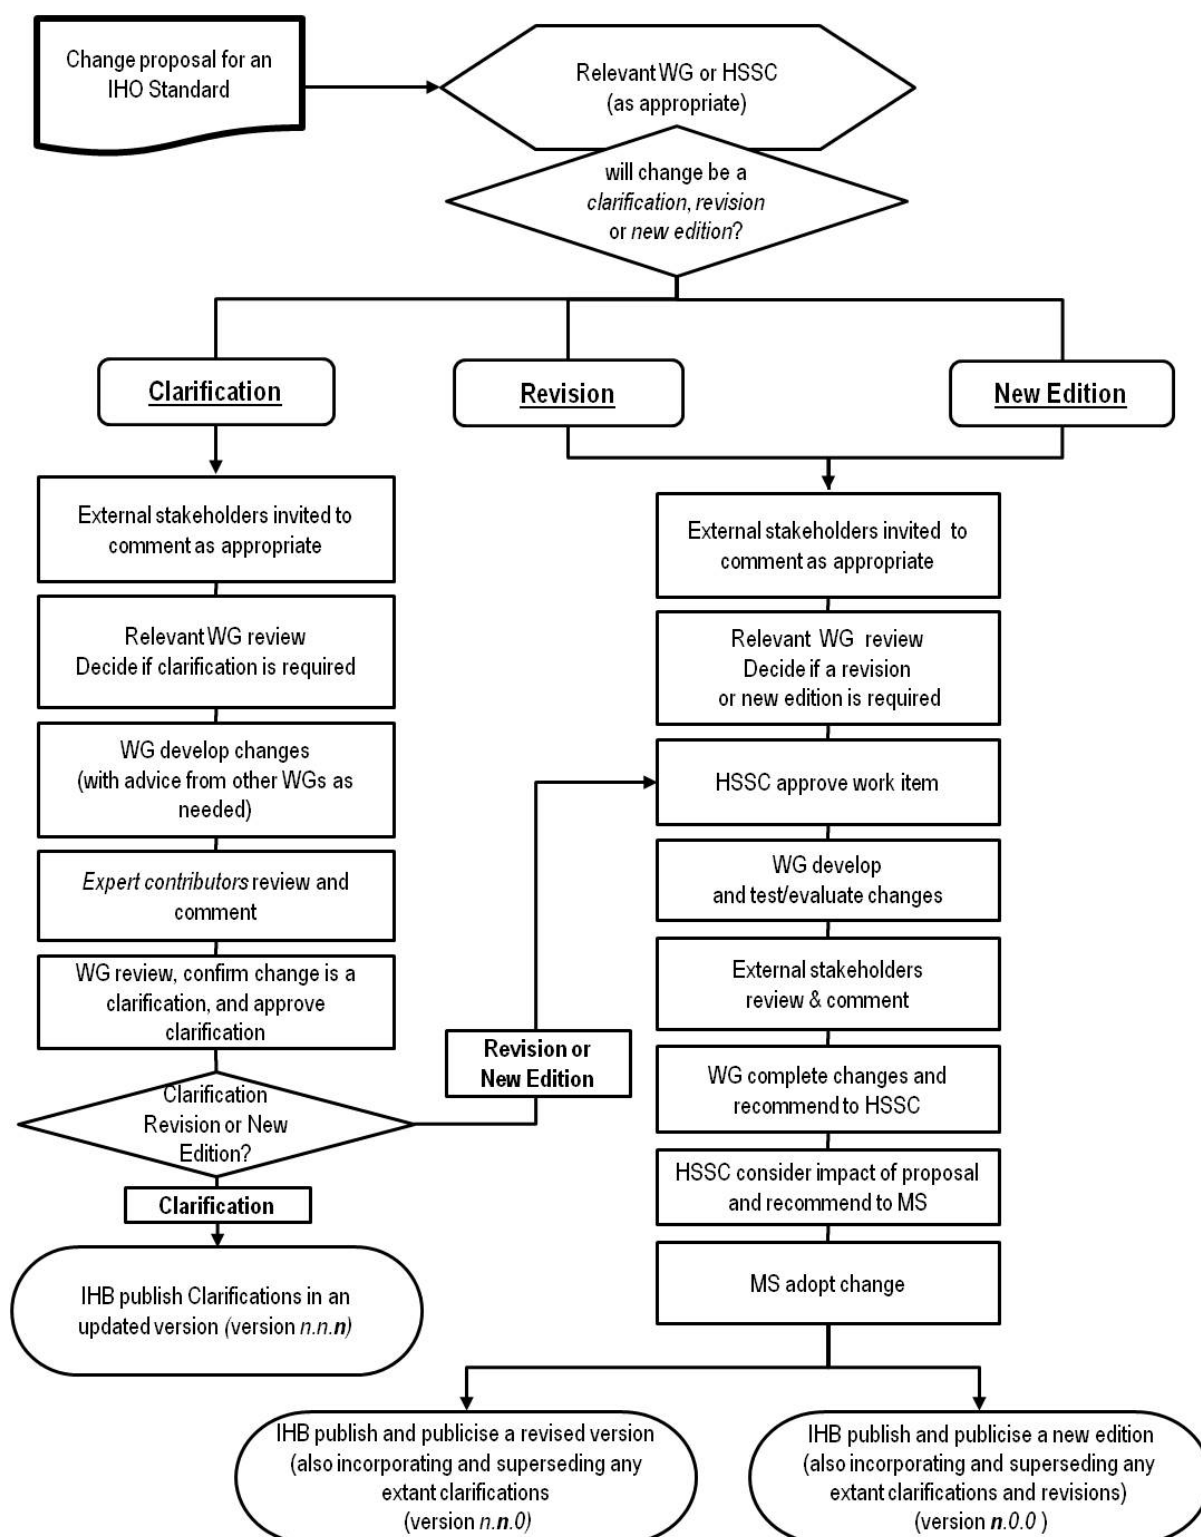 Change proposal for an
IHO Standard
Relevant WG or HSSC
(as appropriate)
will change be a
clarification, revision
or new edition?
Clarification
Revision
New Edition
External stakeholders invited to
comment as appropriate
Relevant WG review
Decide if clarification is required
WG develop changes
(with advice from other WGs as
needed)
Expert contributors review and
comment
WG review, confirm change is a
clarification, and approve
clarification
Clarification
Revision or New
Edition?
Clarification
IHB publish Clarifications in an
updated version (version n.n.n)
Revision or
New Edition
External stakeholders invited to
comment as appropriate
Relevant WG review
Decide if a revision
or new edition is required
HSSC approve work item
WG develop
and test/evaluate changes
External stakeholders
review & comment
WG complete changes and
recommend to HSSC
HSSC consider impact of proposal
and recommend to MS
MS adopt change
IHB publish and publicise a revised version
(also incorporating and superseding any
extant clarifications
(version n.n.0)
IHB publish and publicise a new edition
(also incorporating and superseding any
extant clarifications and revisions)
(version n.0.0 )